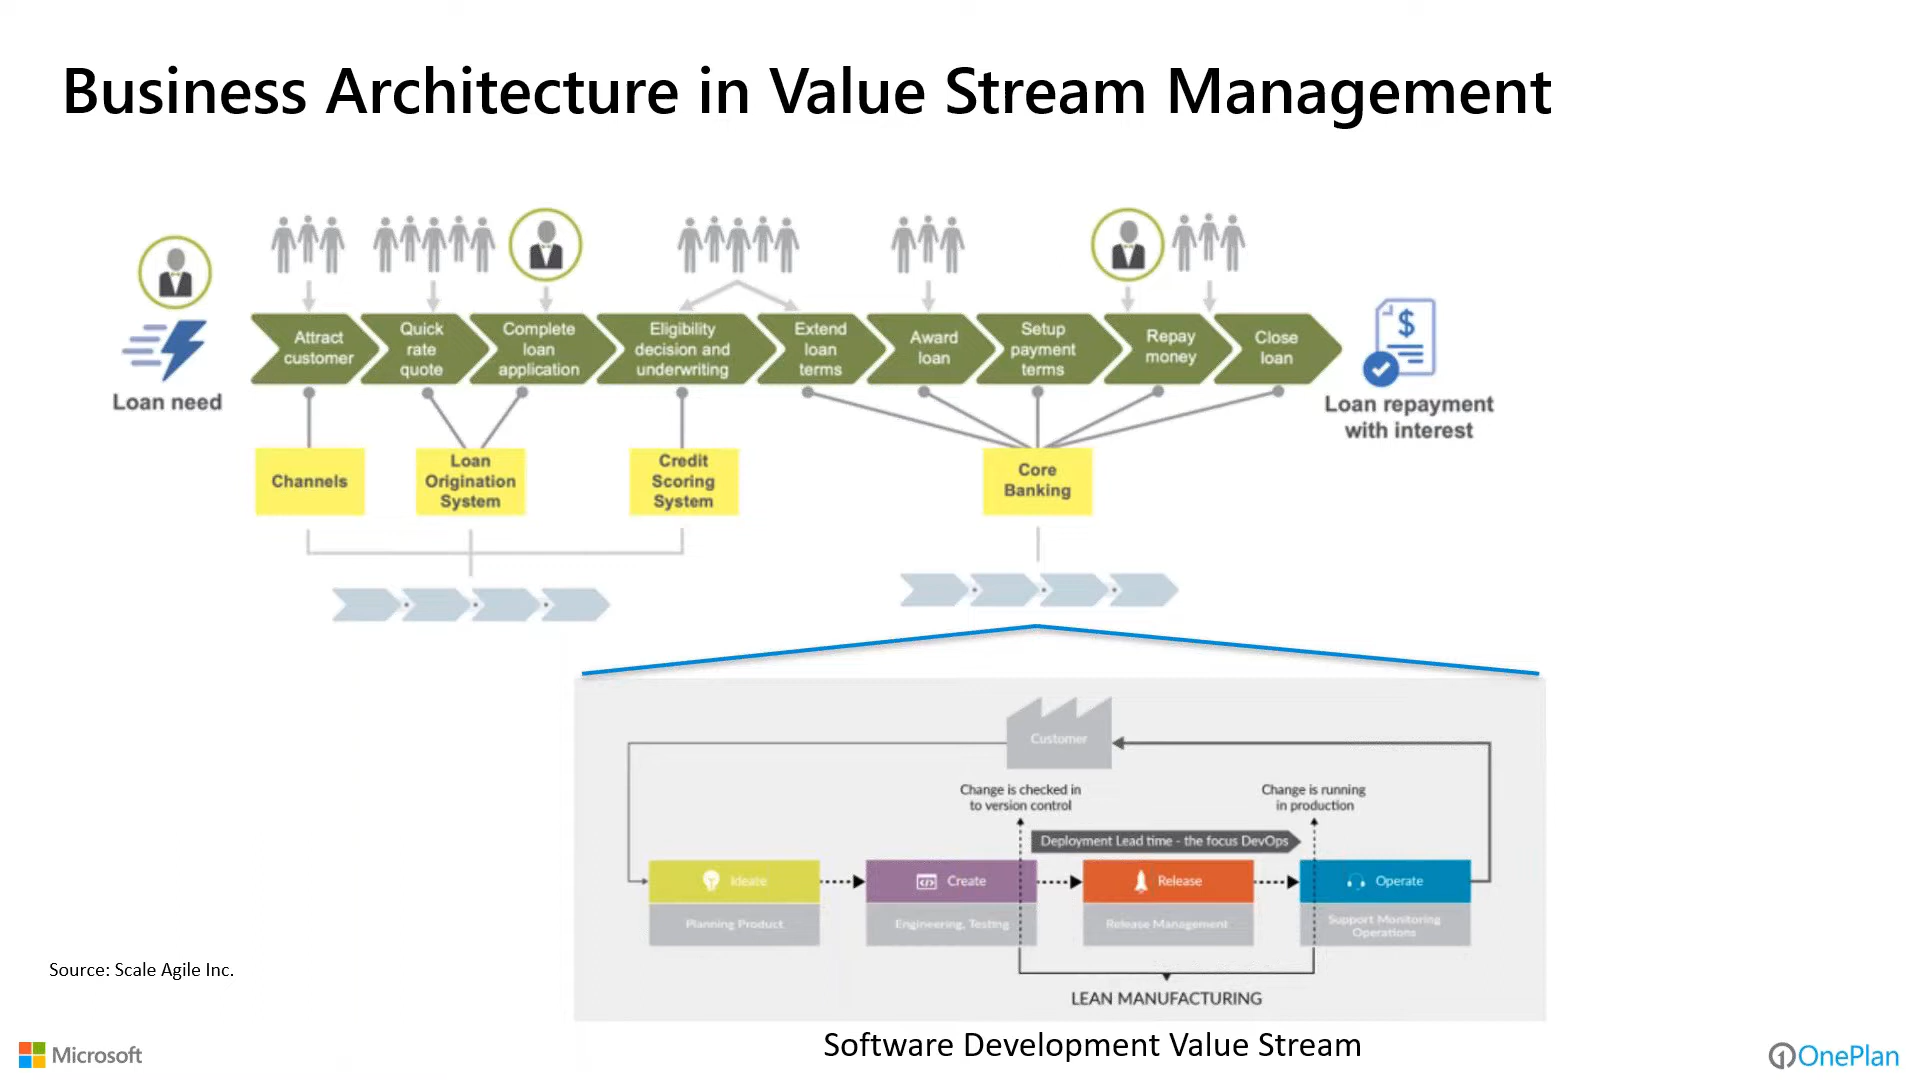 Business Architecture in Value Stream Management
Loan need
Attract
customer
Quick
rate
quote
Complete
loan
application
Eligibility
decision and
underwriting
Extend
loan
terms
Award
loan
Setup
payment
terms
Repay
money
Close
loan
$
Loan repayment
with interest
Channels
Loan
Origination
System
Credit
Scoring
System
Core
Banking
Customer
Change is checked in
to version control
Change is running
in production
Deployment Lead time - the focus DevOps
Ideate
Create
Release
Operate
Planning Product
Engineering, Testing
Release Management
Support Monitoring
Operations
LEAN MANUFACTURING
Source: Scale Agile Inc.
Software Development Value Stream
Microsoft
OnePlan